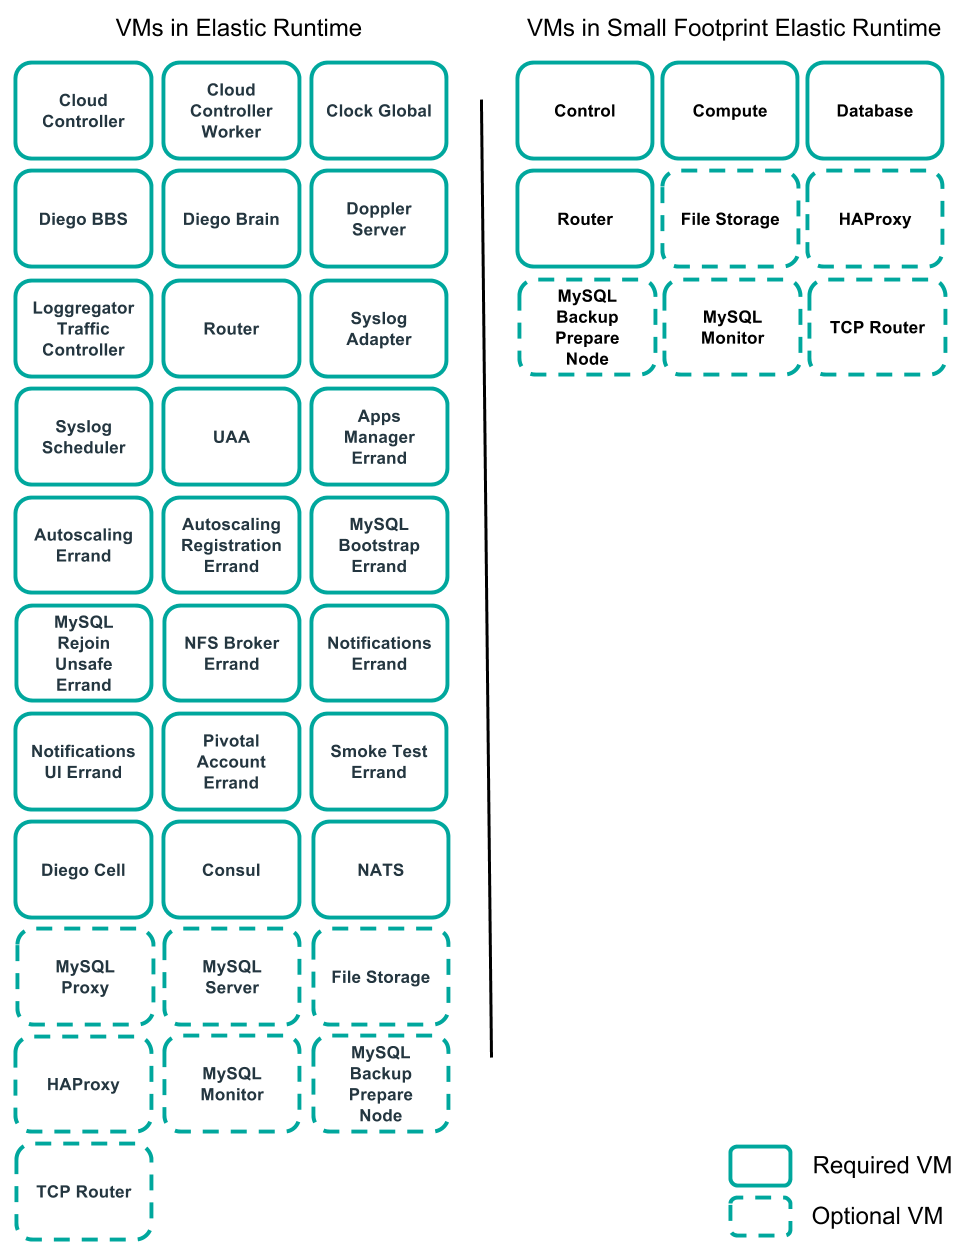 VMs in Elastic Runtime
Cloud
Controller
Cloud
Controller
Worker
Clock Global
Diego BBS
Diego Brain
Doppler
Server
Loggregator
Traffic
Controller
Router
Syslog
Adapter
Syslog
Scheduler
UAA
Apps
Manager
Errand
Autoscaling
Errand
Autoscaling
Registration
Errand
MySQL
Bootstrap
Errand
MySQL
Rejoin
Unsafe
Errand
NFS Broker
Errand
Notifications
Errand
Notifications
UI Errand
Pivotal
Account
Errand
Smoke Test
Errand
Diego Cell
Consul
NATS
MySQL
Proxy
MySQL
Server
File Storage
HAProxy
MySQL
Monitor
MySQL
Backup
Prepare
Node
TCP Router
VMs in Small Footprint Elastic Runtime
Control
Compute
Database
Router
File Storage
HAProxy
MySQL
Backup
Prepare
Node
MySQL
Monitor
TCP Router
Required VM
Optional VM